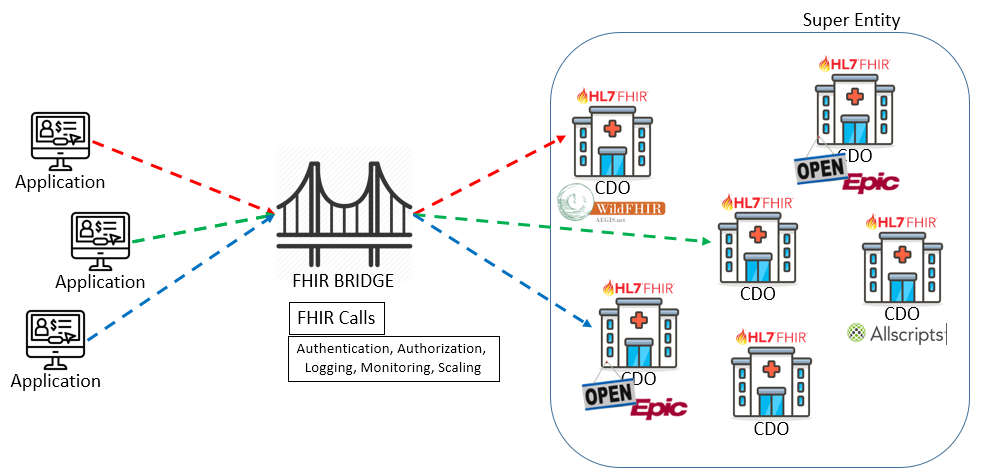 Super Entity
HL7 FHIR
CDO
WildFHIR
AEGIS.net
HL7 FHIR
CDO
OPEN
Epic
Application
Application
Application
FHIR BRIDGE
FHIR Calls
Authentication, Authorization,
Logging, Monitoring, Scaling
HL7 FHIR
CDO
HL7 FHIR
CDO
Allscripts
HL7 FHIR
CDO
OPEN
Epic
HL7 FHIR
CDO